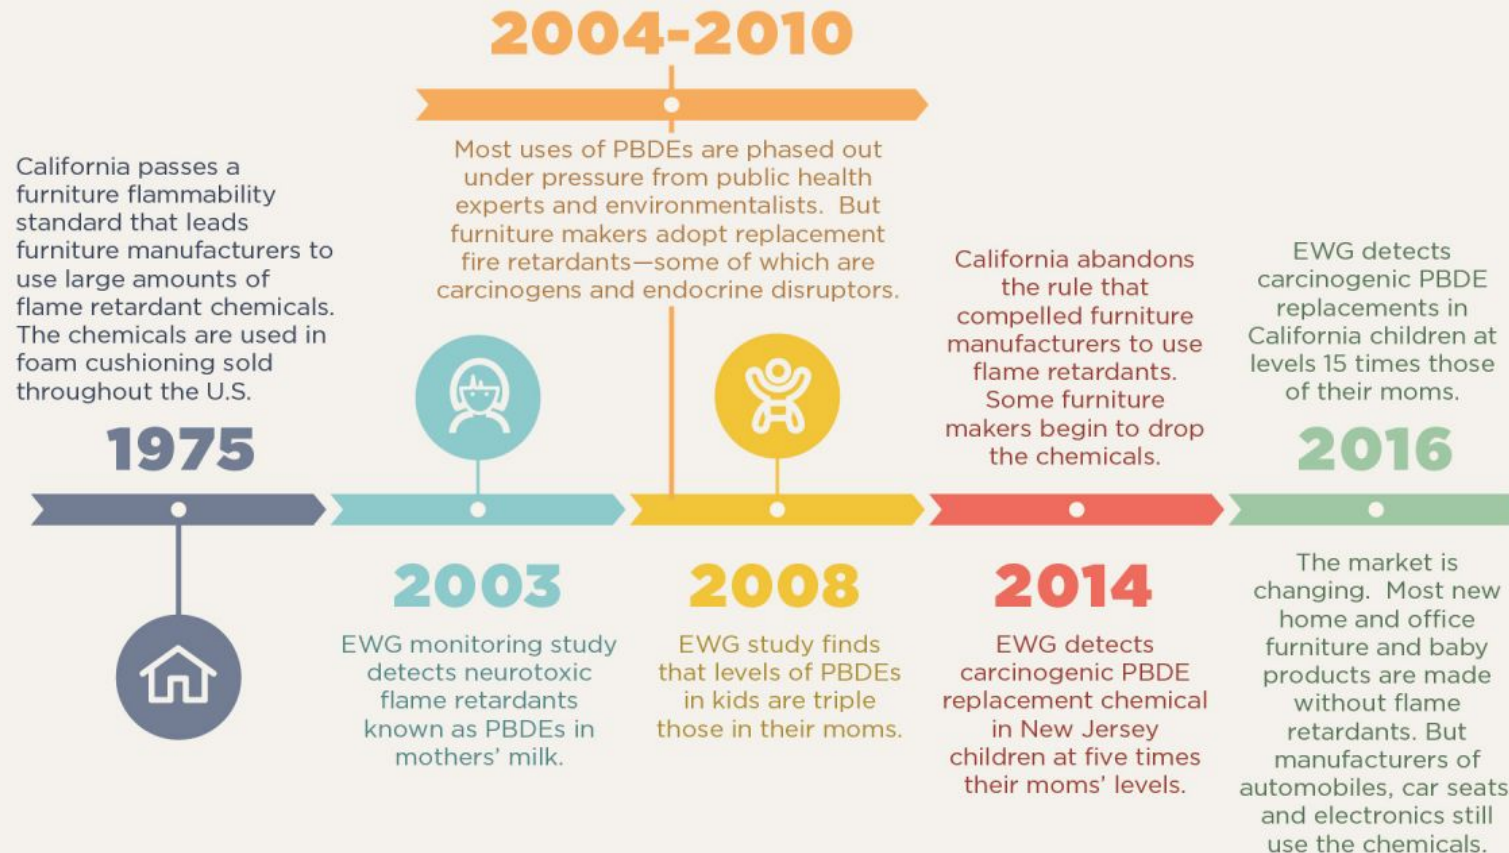 2004-2010
Most uses of PBDEs are phased out
under pressure from public health
experts and environmentalists.  But
furniture makers adopt replacement
fire retardants—some of which are
carcinogens and endocrine disruptors.
California passes a
furniture flammability
standard that leads
furniture manufacturers to
use large amounts of
flame retardant chemicals.
The chemicals are used in
foam cushioning sold
throughout the U.S.
1975
2003
EWG monitoring study
detects neurotoxic
flame retardants
known as PBDEs in
mothers’ milk.
2008
EWG study finds
that levels of PBDEs
in kids are triple
those in their moms.
California abandons
the rule that
compelled furniture
manufacturers to use
flame retardants.
Some furniture
makers begin to drop
the chemicals.
2014
EWG detects
carcinogenic PBDE
replacement chemical
in New Jersey
children at five times
their moms’ levels.
EWG detects
carcinogenic PBDE
replacements in
California children at
levels 15 times those
of their moms.
2016
The market is
changing.  Most new
home and office
furniture and baby
products are made
without flame
retardants. But
manufacturers of
automobiles, car seats
and electronics still
use the chemicals.